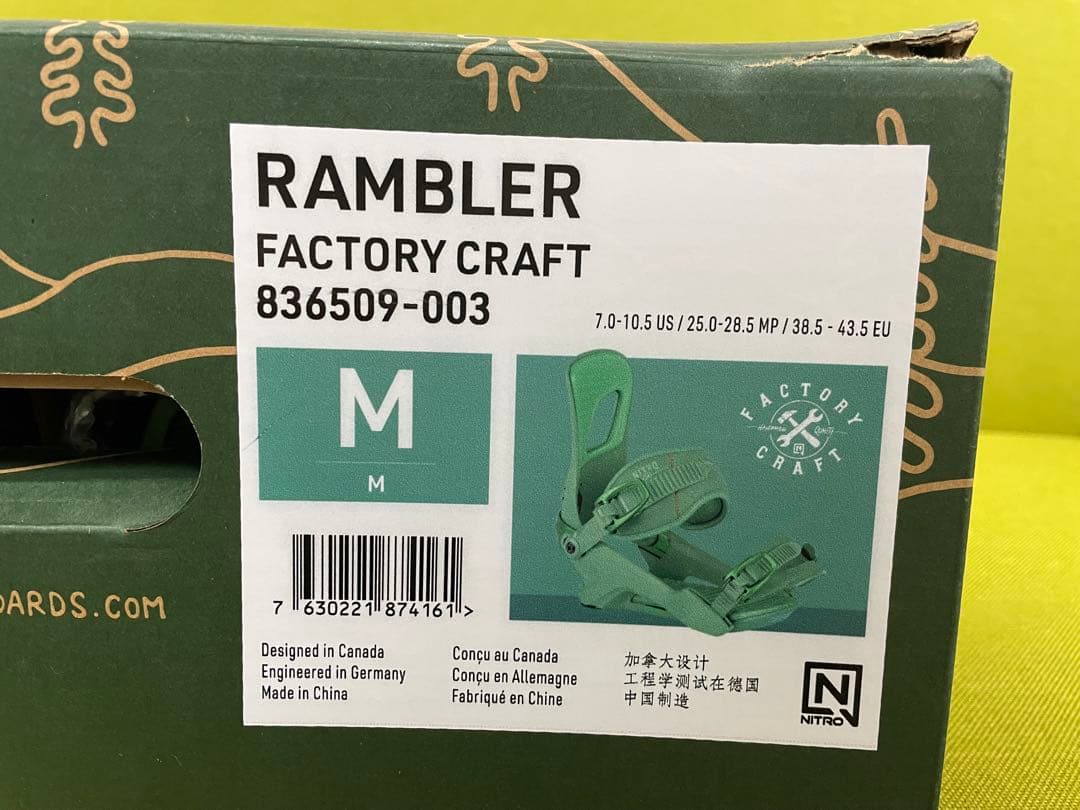 RAMBLER
FACTORY CRAFT
836509-003
7.0-10.5 US / 25.0-28.5 MP / 38.5 - 43.5 EU
M
M
FACTORY
CRAFT
NITRO
7 630221 874161 >
Designed in Canada
Engineered in Germany
Made in China
Conçu au Canada
Conçu en Allemagne
Fabriqué en Chine
加拿大设计
工程学测试在德国
中国制造
N
NITRO
OARDS.COM